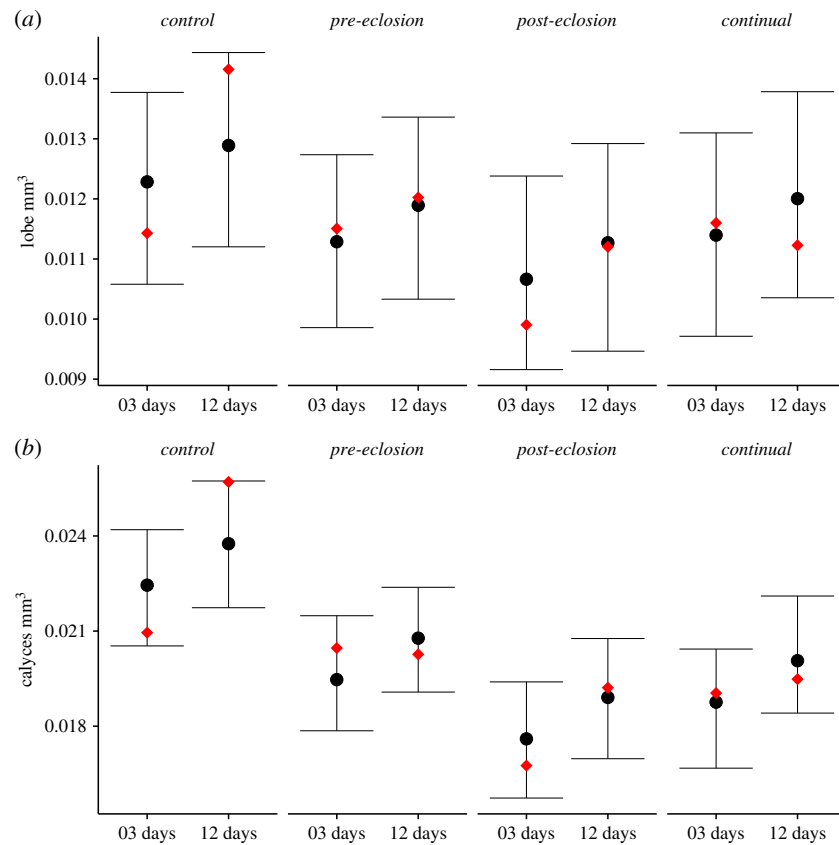 (a) control pre-eclosion post-eclosion continual
0.014
0.013
0.012
0.011
0.010
0.009
lobe mm³
03 days 12 days 03 days 12 days 03 days 12 days 03 days 12 days
(b) control pre-eclosion post-eclosion continual
0.024
0.021
0.018
calyces mm³
03 days 12 days 03 days 12 days 03 days 12 days 03 days 12 days